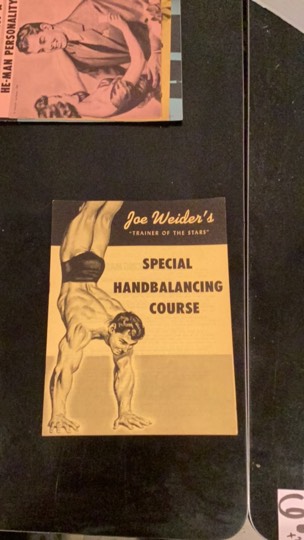 HE-MAN PERSONALITY
Joe Weider's
"TRAINER OF THE STARS"
SPECIAL
HANDBALANCING
COURSE